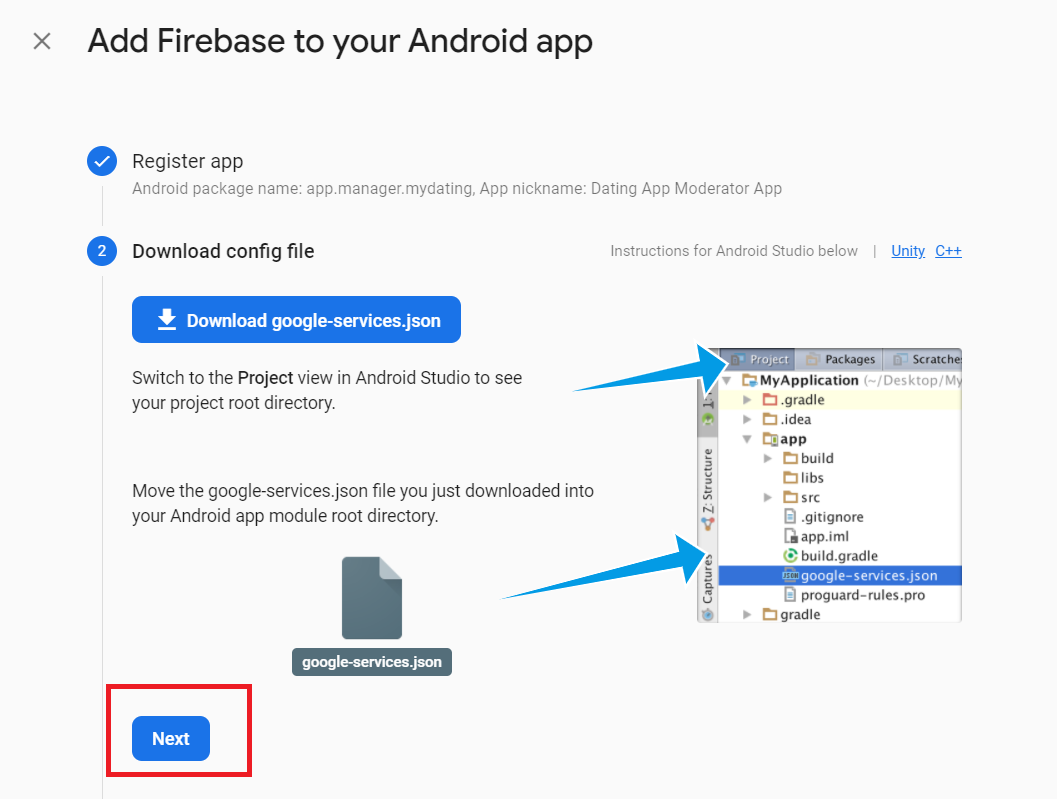 Add Firebase to your Android app
Register app
Android package name: app.manager.mydating, App nickname: Dating App Moderator App
2
Download config file
Instructions for Android Studio below | Unity C++
Download google-services.json
Switch to the Project view in Android Studio to see
your project root directory.
Move the google-services.json file you just downloaded into
your Android app module root directory.
google-services.json
Next
Project Packages Scratche
MyApplication (~/Desktop/My
.gradle
.idea
app
build
libs
src
.gitignore
app.iml
build.gradle
google-services.json
proguard-rules.pro
gradle
1:
Z: Structure
Captures